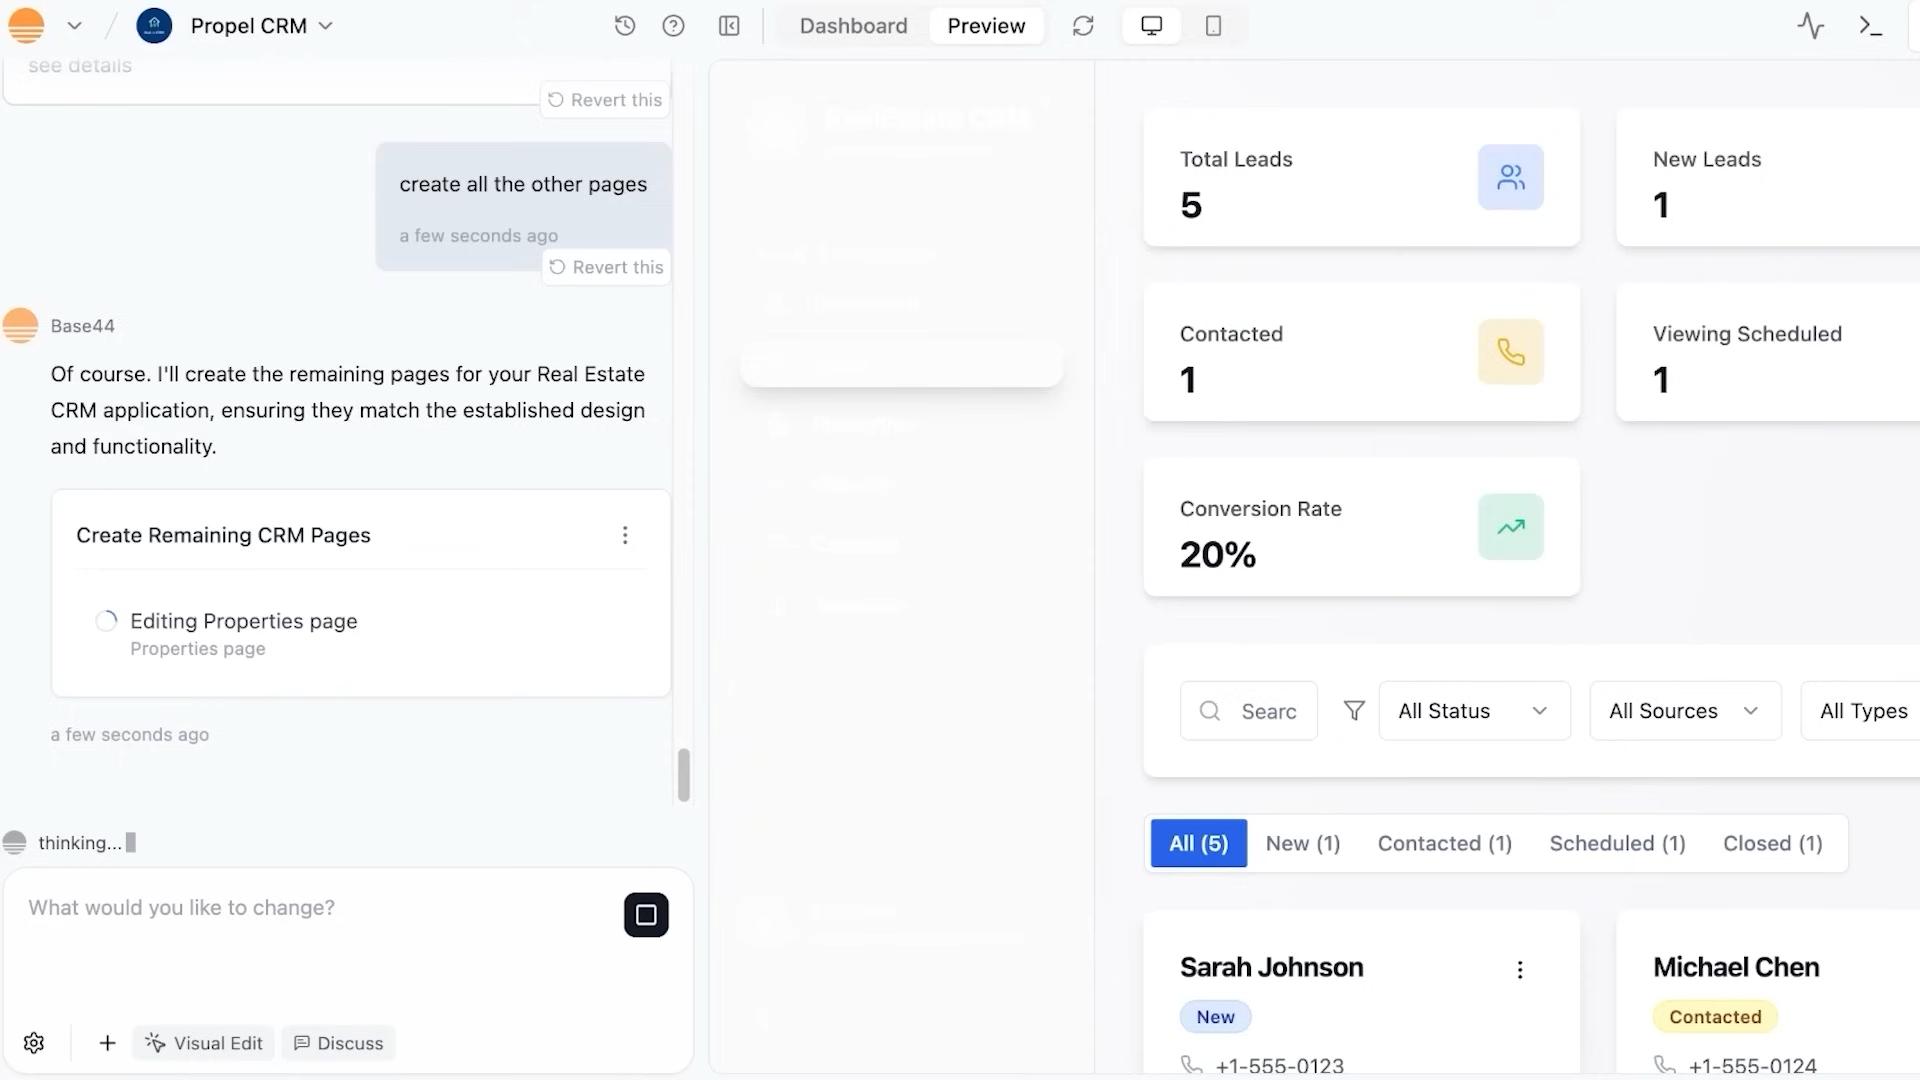 Propel CRM
Dashboard
Preview
see details
Revert this
create all the other pages
a few seconds ago
Revert this
Base44
Of course. I'll create the remaining pages for your Real Estate
CRM application, ensuring they match the established design
and functionality.
Create Remaining CRM Pages
Editing Properties page
Properties page
a few seconds ago
thinking...
What would you like to change?
Visual Edit
Discuss
Total Leads
5
New Leads
1
Contacted
1
Viewing Scheduled
1
Conversion Rate
20%
Searc
All Status
All Sources
All Types
All (5)
New (1)
Contacted (1)
Scheduled (1)
Closed (1)
Sarah Johnson
New
+1-555-0123
Michael Chen
Contacted
+1-555-0124